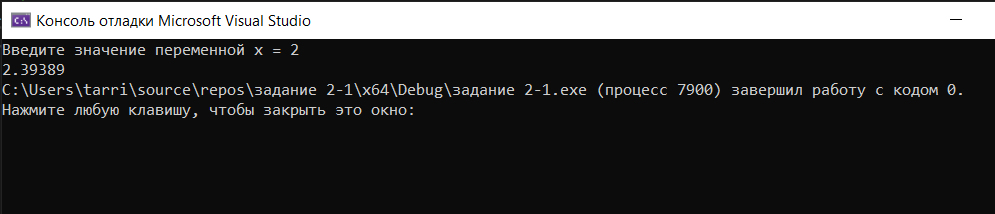 Консоль отладки Microsoft Visual Studio
Введите значение переменной x = 2
2.39389
C:\Users\tarri\source\repos\задание 2-1\x64\Debug\задание 2-1.exe (процесс 7900) завершил работу с кодом 0.
Нажмите любую клавишу, чтобы закрыть это окно: